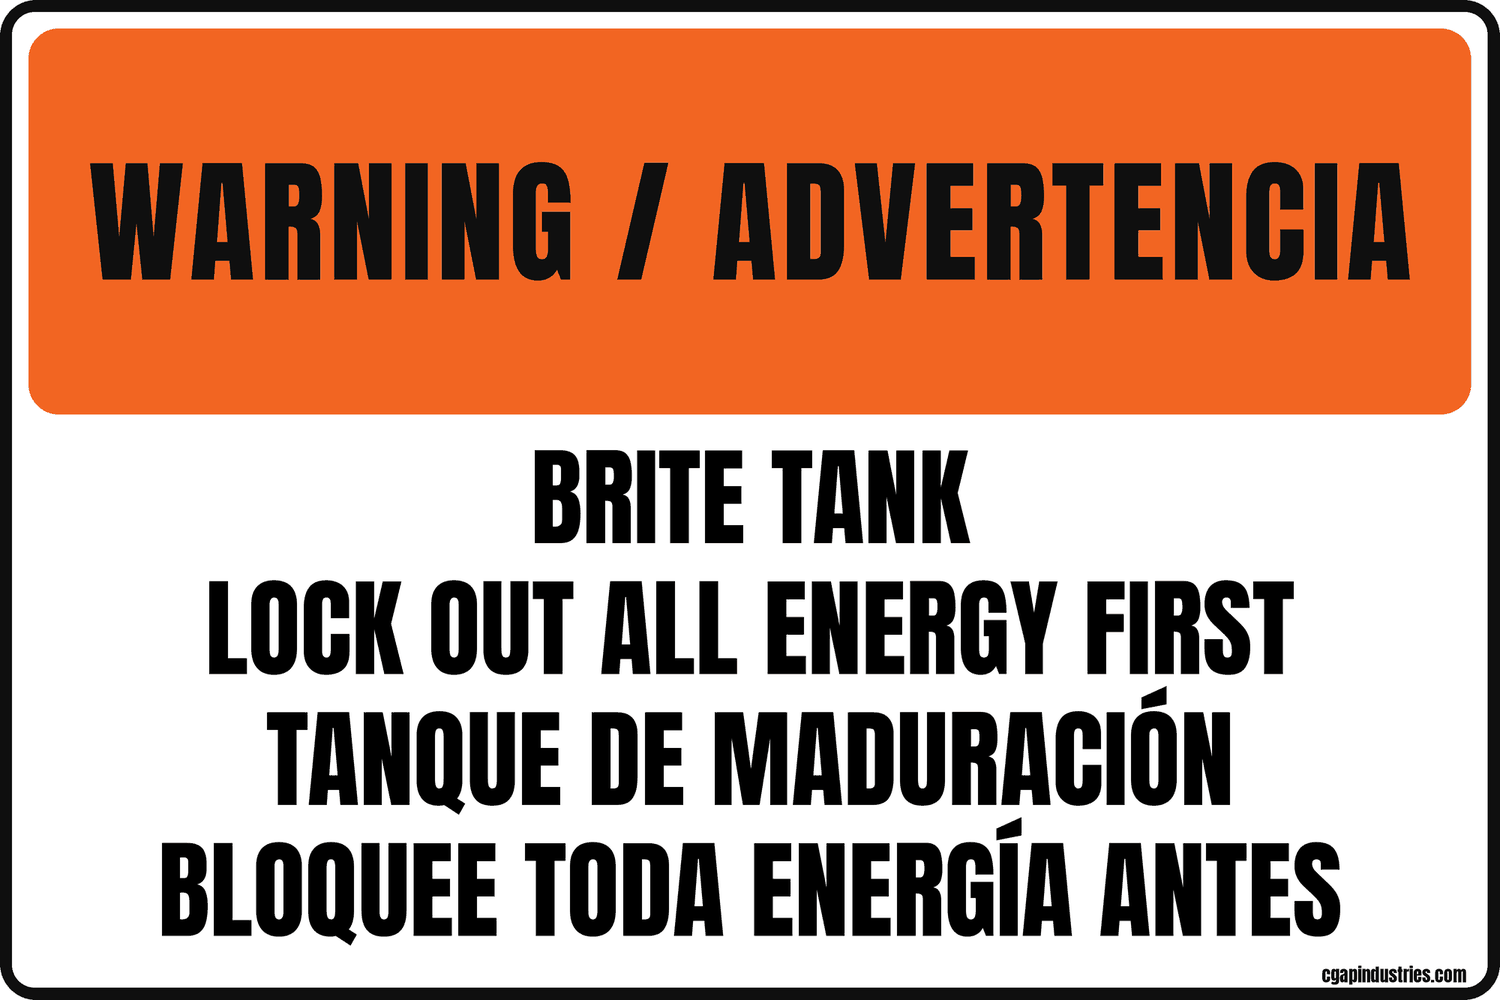 WARNING / ADVERTENCIA
BRITE TANK
LOCK OUT ALL ENERGY FIRST
TANQUE DE MADURACIÓN
BLOQUEE TODA ENERGÍA ANTES
cgapindustries.com